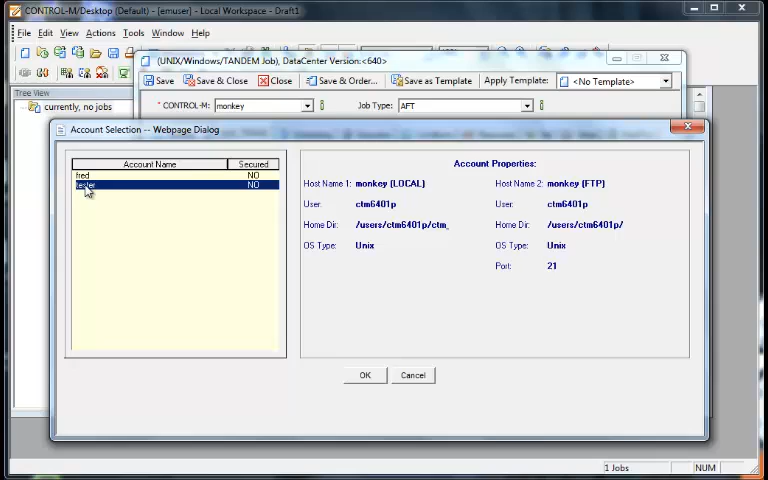 CONTROL-M/Desktop (Default) - [emuser] - Local Workspace - Draft1
File Edit View Actions Tools Window Help
(UNIX/Windows/TANDEM Job), DataCenter Version:<640>
Save Save & Close Close Save & Order... Save as Template Apply Template: <No Template>
Tree View
currently, no jobs
* CONTROL-M: monkey Job Type: AFT
Account Selection -- Webpage Dialog
Account Name Secured
fred NO
tester NO
Account Properties:
Host Name 1: monkey (LOCAL) Host Name 2: monkey (FTP)
User: ctm6401p User: ctm6401p
Home Dir: /users/ctm6401p/ctm_ Home Dir: /users/ctm6401p/
OS Type: Unix OS Type: Unix
Port: 21
OK Cancel
1 Jobs NUM